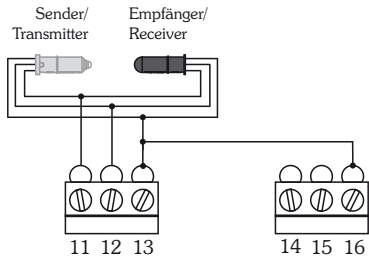 Sender/
Transmitter
Empfänger/
Receiver
11 12 13
14 15 16